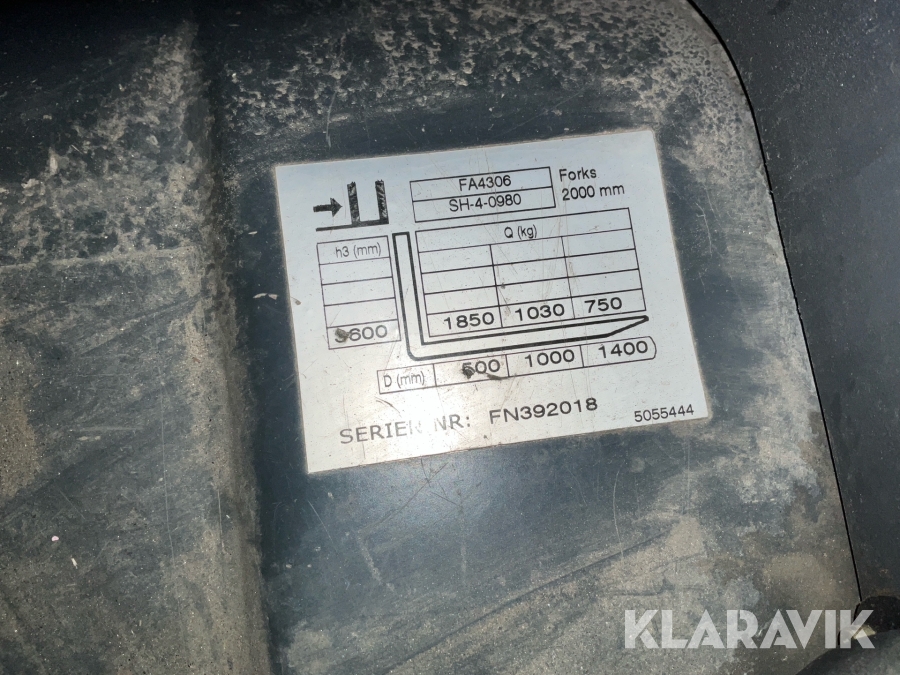 FA4306
SH-4-0980
Forks
2000 mm
h3 (mm)
Q (kg)
3600
1850 1030 750
D (mm) 500 1000 1400
SERIEN NR: FN392018
5055444
KLARAVIK